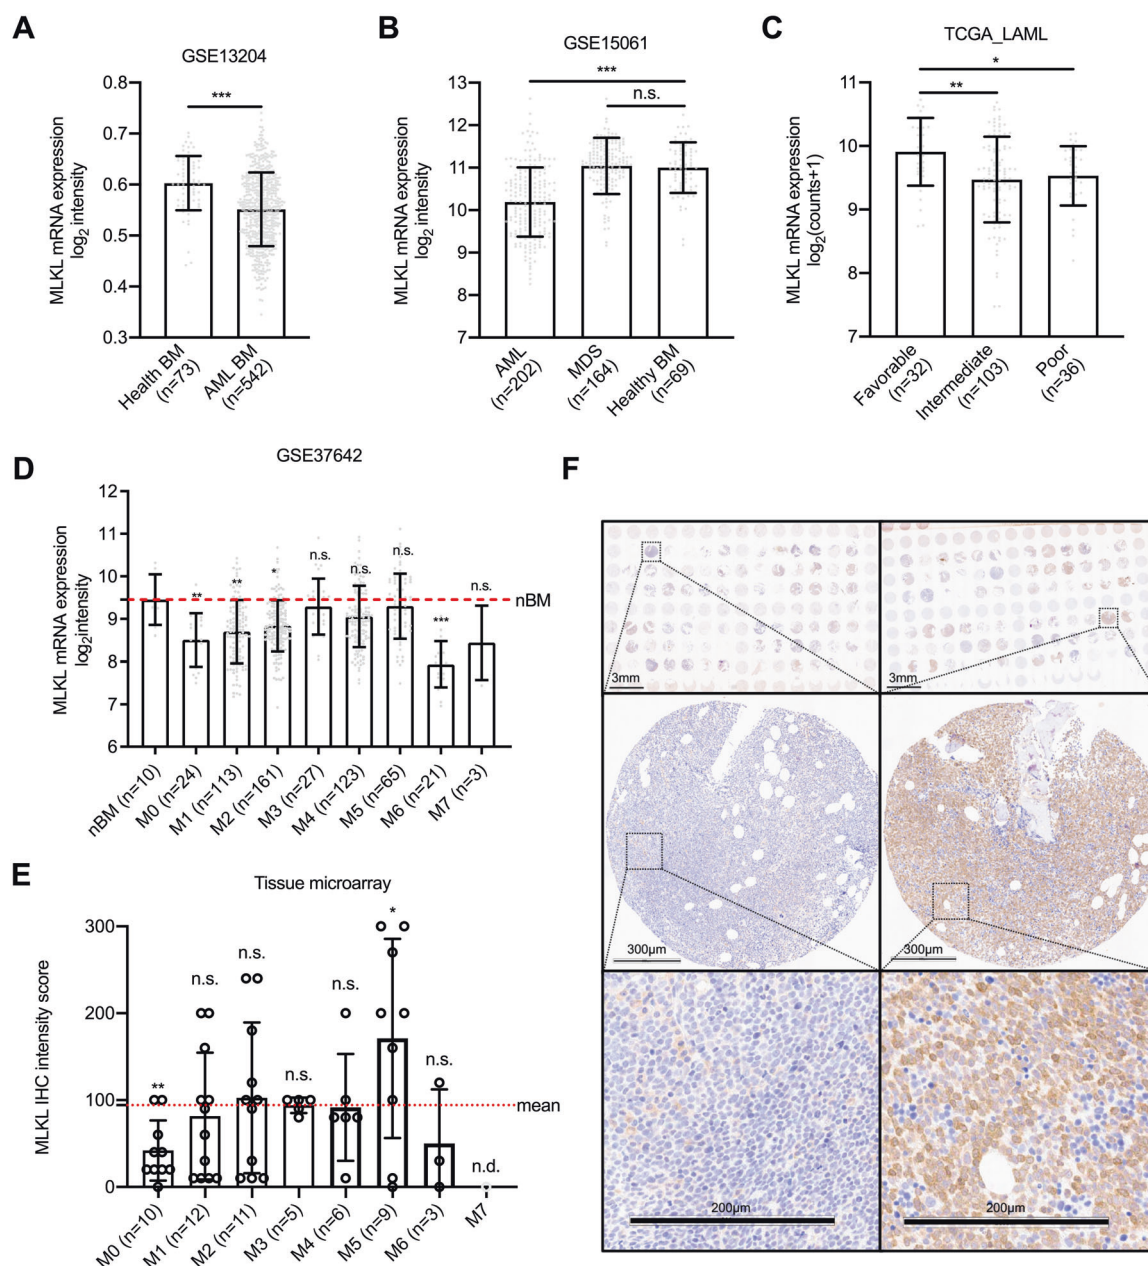 A
GSE13204
MLKL mRNA expression
log2 intensity
0.8
0.7
0.6
0.5
0.4
0.3
***
Health BM
(n=73)
AML BM
(n=542)
B
GSE15061
MLKL mRNA expression
log2 intensity
13
12
11
10
9
8
7
***
n.s.
AML
(n=202)
MDS
(n=164)
Healthy BM
(n=69)
C
TCGA_LAML
MLKL mRNA expression
log2(counts+1)
11
10
9
8
7
*
**
Favorable
(n=32)
Intermediate
(n=103)
Poor
(n=36)
D
GSE37642
MLKL mRNA expression
log2intensity
12
11
10
9
8
7
6
** ** * n.s. n.s. n.s. *** n.s.
nBM
nBM (n=10)
M0 (n=24)
M1 (n=113)
M2 (n=161)
M3 (n=27)
M4 (n=123)
M5 (n=65)
M6 (n=21)
M7 (n=3)
E
Tissue microarray
MLKL IHC intensity score
300
200
100
0
** n.s. n.s. n.s. n.s. * n.s. n.d.
mean
M0 (n=10)
M1 (n=12)
M2 (n=11)
M3 (n=5)
M4 (n=6)
M5 (n=9)
M6 (n=3)
M7
F
3mm
3mm
300µm
300µm
200µm
200µm